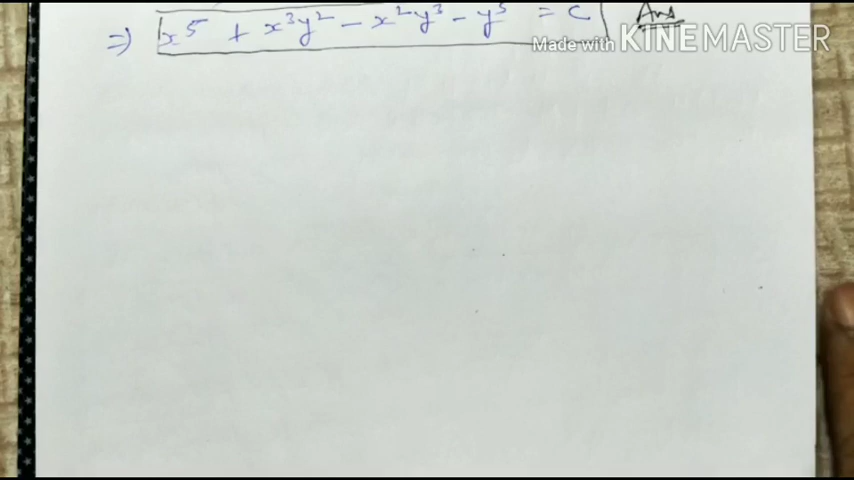 ⇒ x⁵ + x³y² - x²y³ - y⁵ = c Ans
Made with KINEMASTER